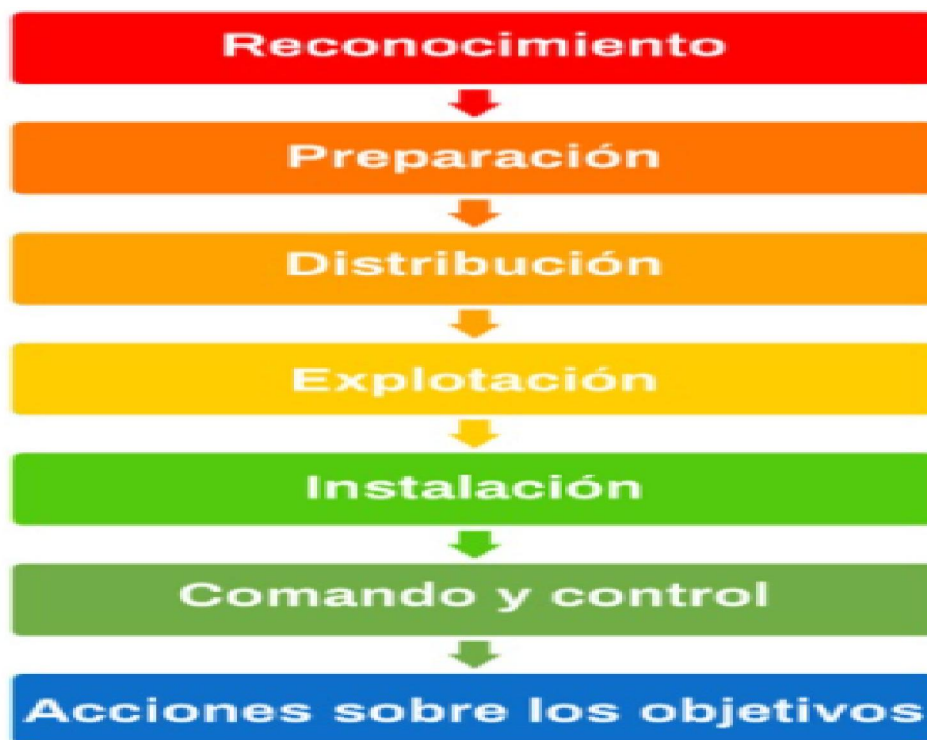 Reconocimiento
Preparación
Distribución
Explotación
Instalación
Comando y control
Acciones sobre los objetivos